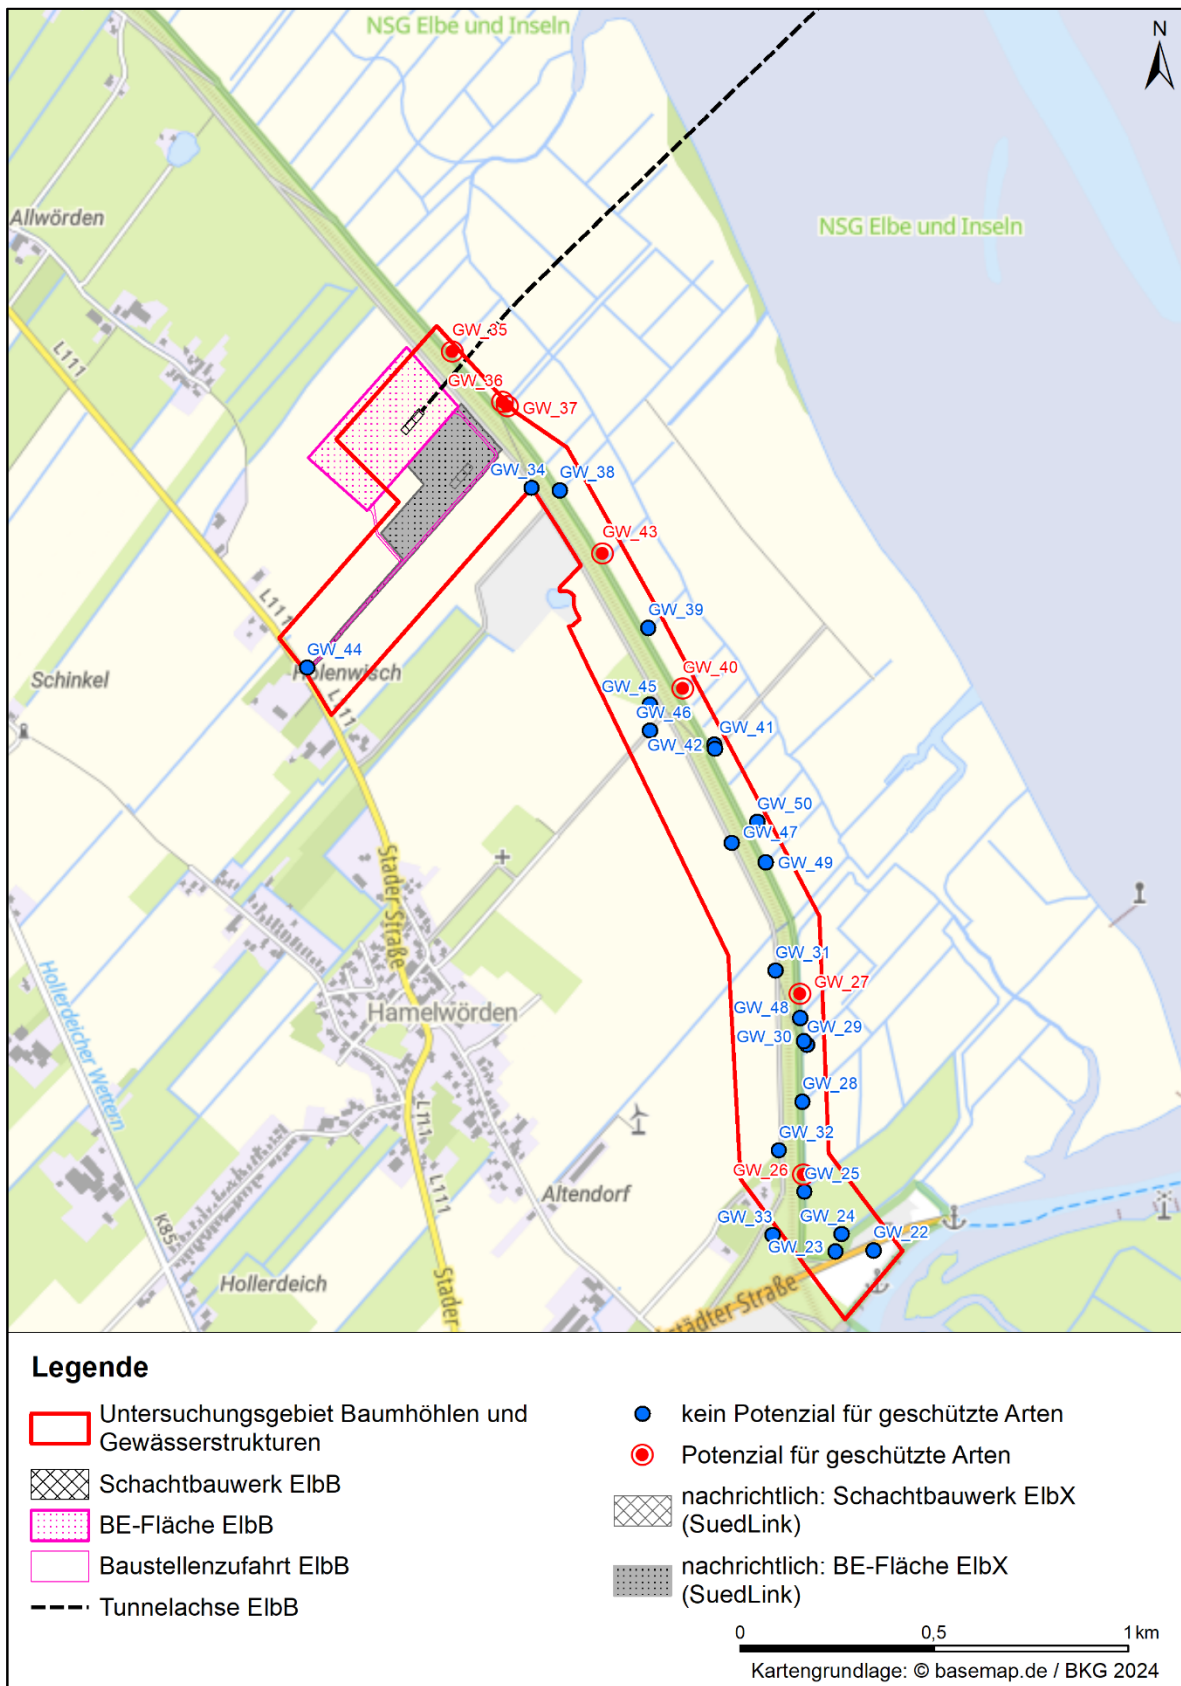 NSG Elbe und Inseln
N
Allwörden
NSG Elbe und Inseln
L111
GW_35
GW_36
GW_37
GW_34
GW_38
GW_43
L111
GW_39
GW_44
Schinkel
Hollenwisch
GW_40
L111
GW_45
GW_46
GW_41
GW_42
GW_50
GW_47
GW_49
Stader Straße
Hollerdeicher Wettern
GW_31
GW_27
GW_48
Hamelwörden
GW_29
GW_30
GW_28
L111
GW_32
GW_26
GW_25
Altendorf
K85
GW_33
GW_24
GW_23
GW_22
Hollerdeich
Stader
städter Straße
Legende
Untersuchungsgebiet Baumhöhlen und
Gewässerstrukturen
Schachtbauwerk ElbB
BE-Fläche ElbB
Baustellenzufahrt ElbB
Tunnelachse ElbB
kein Potenzial für geschützte Arten
Potenzial für geschützte Arten
nachrichtlich: Schachtbauwerk ElbX
(SuedLink)
nachrichtlich: BE-Fläche ElbX
(SuedLink)
0 0,5 1 km
Kartengrundlage: © basemap.de / BKG 2024